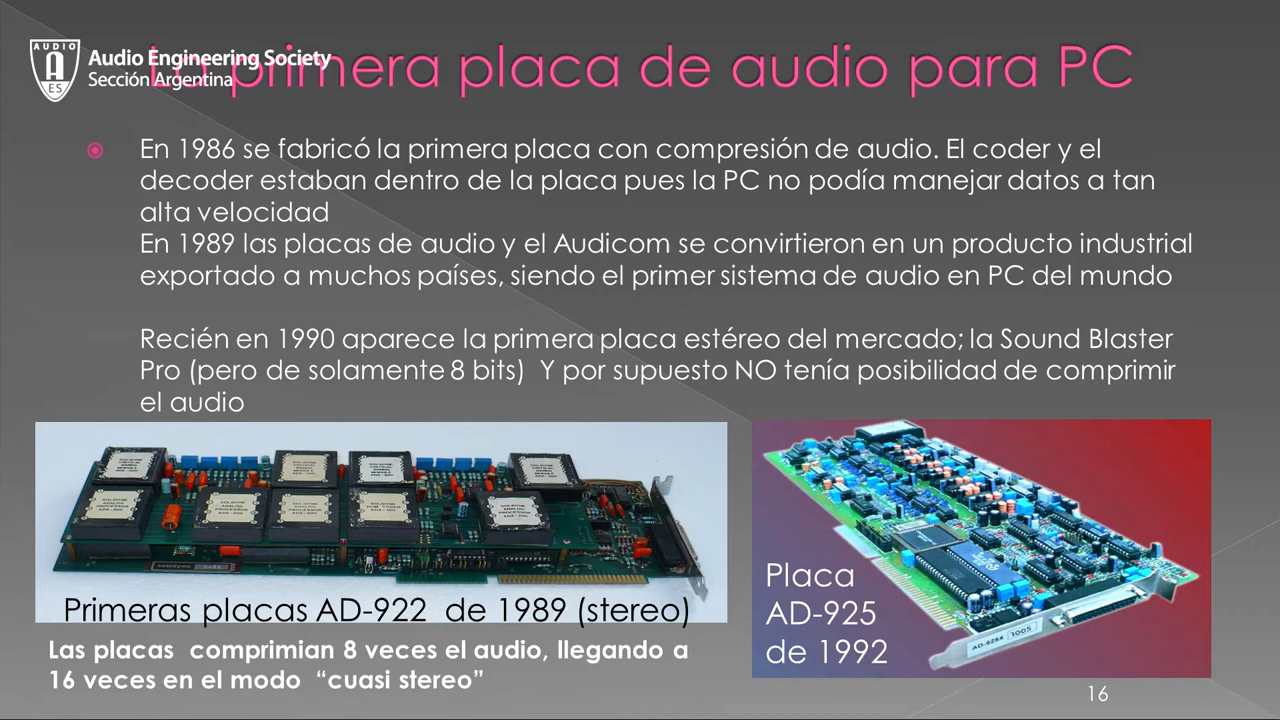 AUDIO
A
ES
Audio Engineering Society
Sección Argentina
La primera placa de audio para PC
En 1986 se fabricó la primera placa con compresión de audio. El coder y el
decoder estaban dentro de la placa pues la PC no podía manejar datos a tan
alta velocidad
En 1989 las placas de audio y el Audicom se convirtieron en un producto industrial
exportado a muchos países, siendo el primer sistema de audio en PC del mundo
Recién en 1990 aparece la primera placa estéreo del mercado; la Sound Blaster
Pro (pero de solamente 8 bits) Y por supuesto NO tenía posibilidad de comprimir
el audio
Primeras placas AD-922 de 1989 (stereo)
Las placas comprimian 8 veces el audio, llegando a
16 veces en el modo “cuasi stereo”
Placa
AD-925
de 1992
AD-925X 1005
16